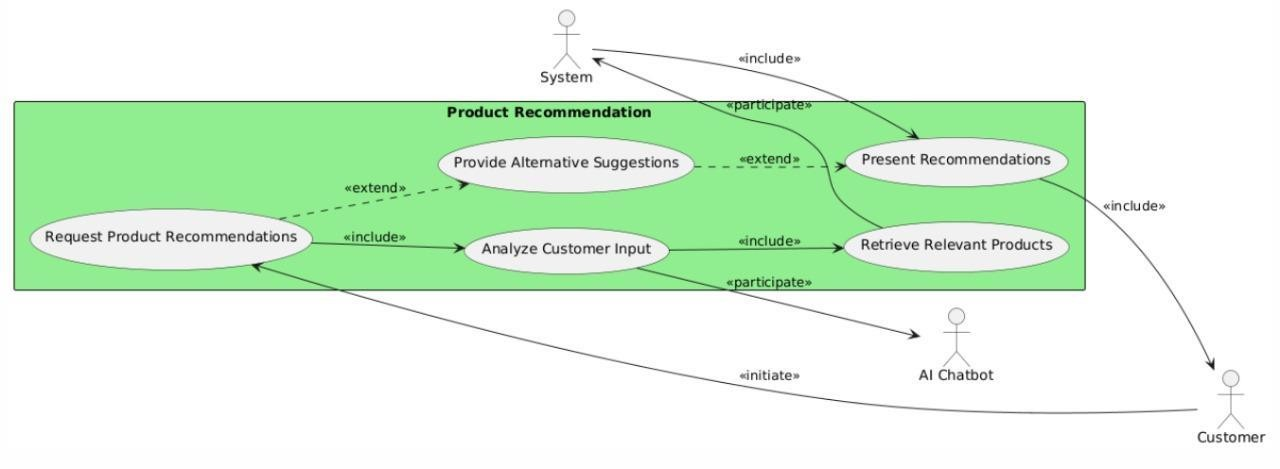 «include»
System
«participate»
Product Recommendation
Provide Alternative Suggestions
«extend»
Present Recommendations
«extend»
«include»
Request Product Recommendations
«include»
Analyze Customer Input
«include»
Retrieve Relevant Products
«participate»
AI Chatbot
«initiate»
Customer